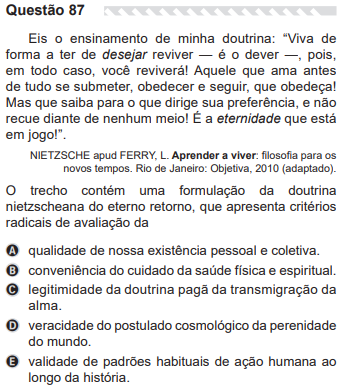 Questão 87
Eis o ensinamento de minha doutrina: “Viva de
forma a ter de desejar reviver — é o dever —, pois,
em todo caso, você reviverá! Aquele que ama antes
de tudo se submeter, obedecer e seguir, que obedeça!
Mas que saiba para o que dirige sua preferência, e não
recue diante de nenhum meio! É a eternidade que está
em jogo!”.
NIETZSCHE apud FERRY, L. Aprender a viver: filosofia para os
novos tempos. Rio de Janeiro: Objetiva, 2010 (adaptado).
O trecho contém uma formulação da doutrina
nietzscheana do eterno retorno, que apresenta critérios
radicais de avaliação da
A qualidade de nossa existência pessoal e coletiva.
B conveniência do cuidado da saúde física e espiritual.
C legitimidade da doutrina pagã da transmigração da
alma.
D veracidade do postulado cosmológico da perenidade
do mundo.
E validade de padrões habituais de ação humana ao
longo da história.